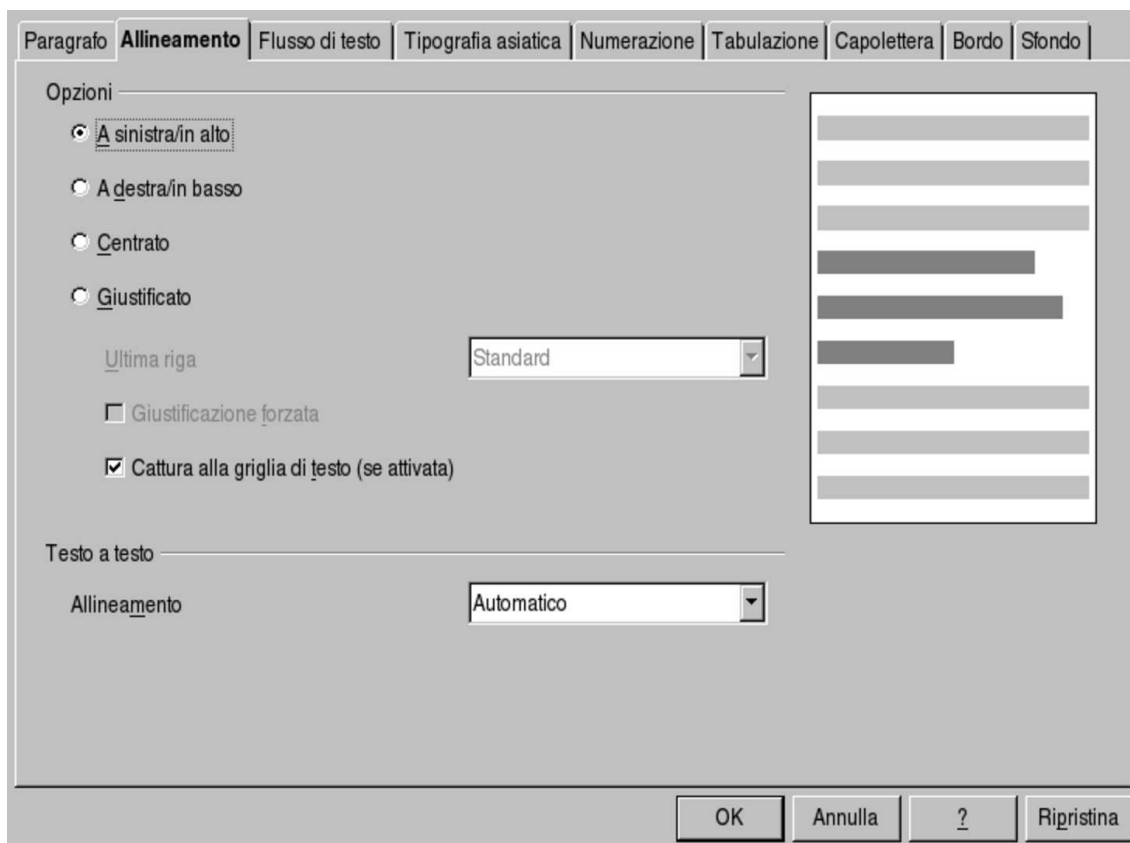 Paragrafo Allineamento Flusso di testo Tipografia asiatica Numerazione Tabulazione Capolettera Bordo Sfondo
Opzioni
A sinistra/in alto
A destra/in basso
Centrato
Giustificato
Ultima riga Standard
Giustificazione forzata
Cattura alla griglia di testo (se attivata)
Testo a testo
Allineamento Automatico
OK Annulla ? Ripristina